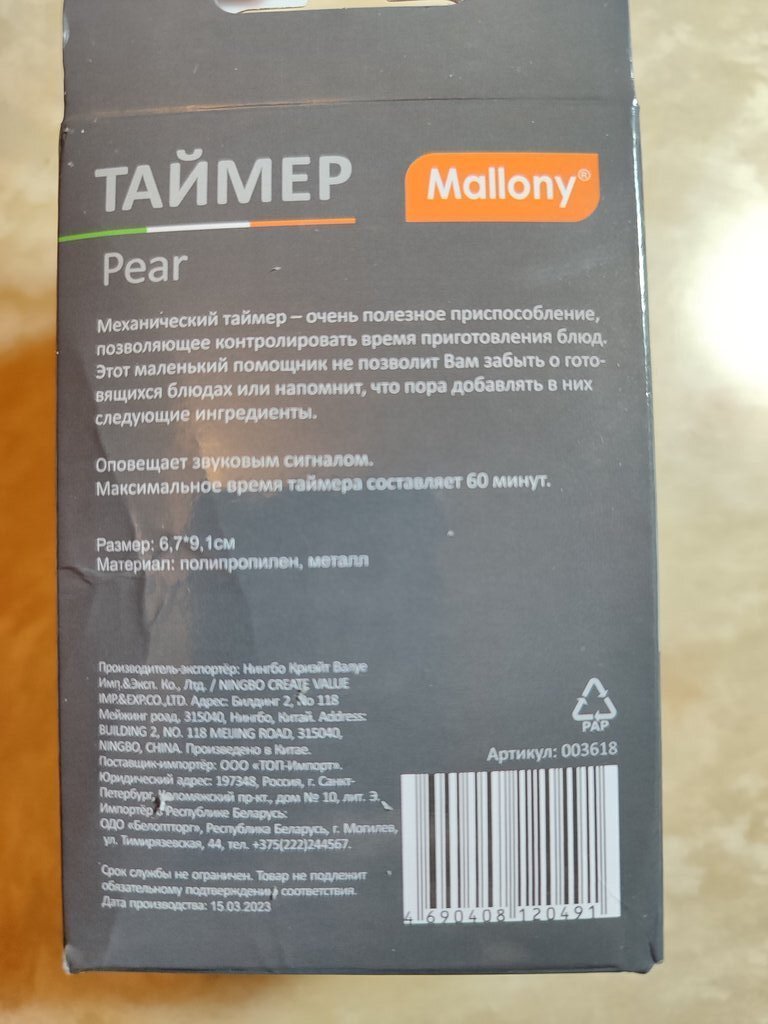 ТАЙМЕР
Mallony®
Pear
Механический таймер – очень полезное приспособление,
позволяющее контролировать время приготовления блюд.
Этот маленький помощник не позволит Вам забыть о гото-
вящихся блюдах или напомнит, что пора добавлять в них
следующие ингредиенты.
Оповещает звуковым сигналом.
Максимальное время таймера составляет 60 минут.
Размер: 6,7*9,1см
Материал: полипропилен, металл
Производитель-экспортёр: Нингбо Криэйт Валуе
Имп.&Эксп. Ко., Лтд. / NINGBO CREATE VALUE
IMP.&EXP.CO.,LTD. Адрес: Билдинг 2, No 118
Мейжинг роад, 315040, Нингбо, Китай. Address:
BUILDING 2, NO. 118 MEIJING ROAD, 315040,
NINGBO, CHINA. Произведено в Китае.
Поставщик-импортёр: ООО «ТОП-Импорт».
Юридический адрес: 197348, Россия, г. Санкт-
Петербург, Коломяжский пр-кт., дом № 10, лит. Э.
Импортёр в Республике Беларусь:
ОДО «Белоптторг», Республика Беларусь, г. Могилев,
ул. Тимирязевская, 44, тел. +375(222)244567.
Срок службы не ограничен. Товар не подлежит
обязательному подтверждению соответствия.
Дата производства: 15.03.2023
PAP
Артикул: 003618
4 690408 120491